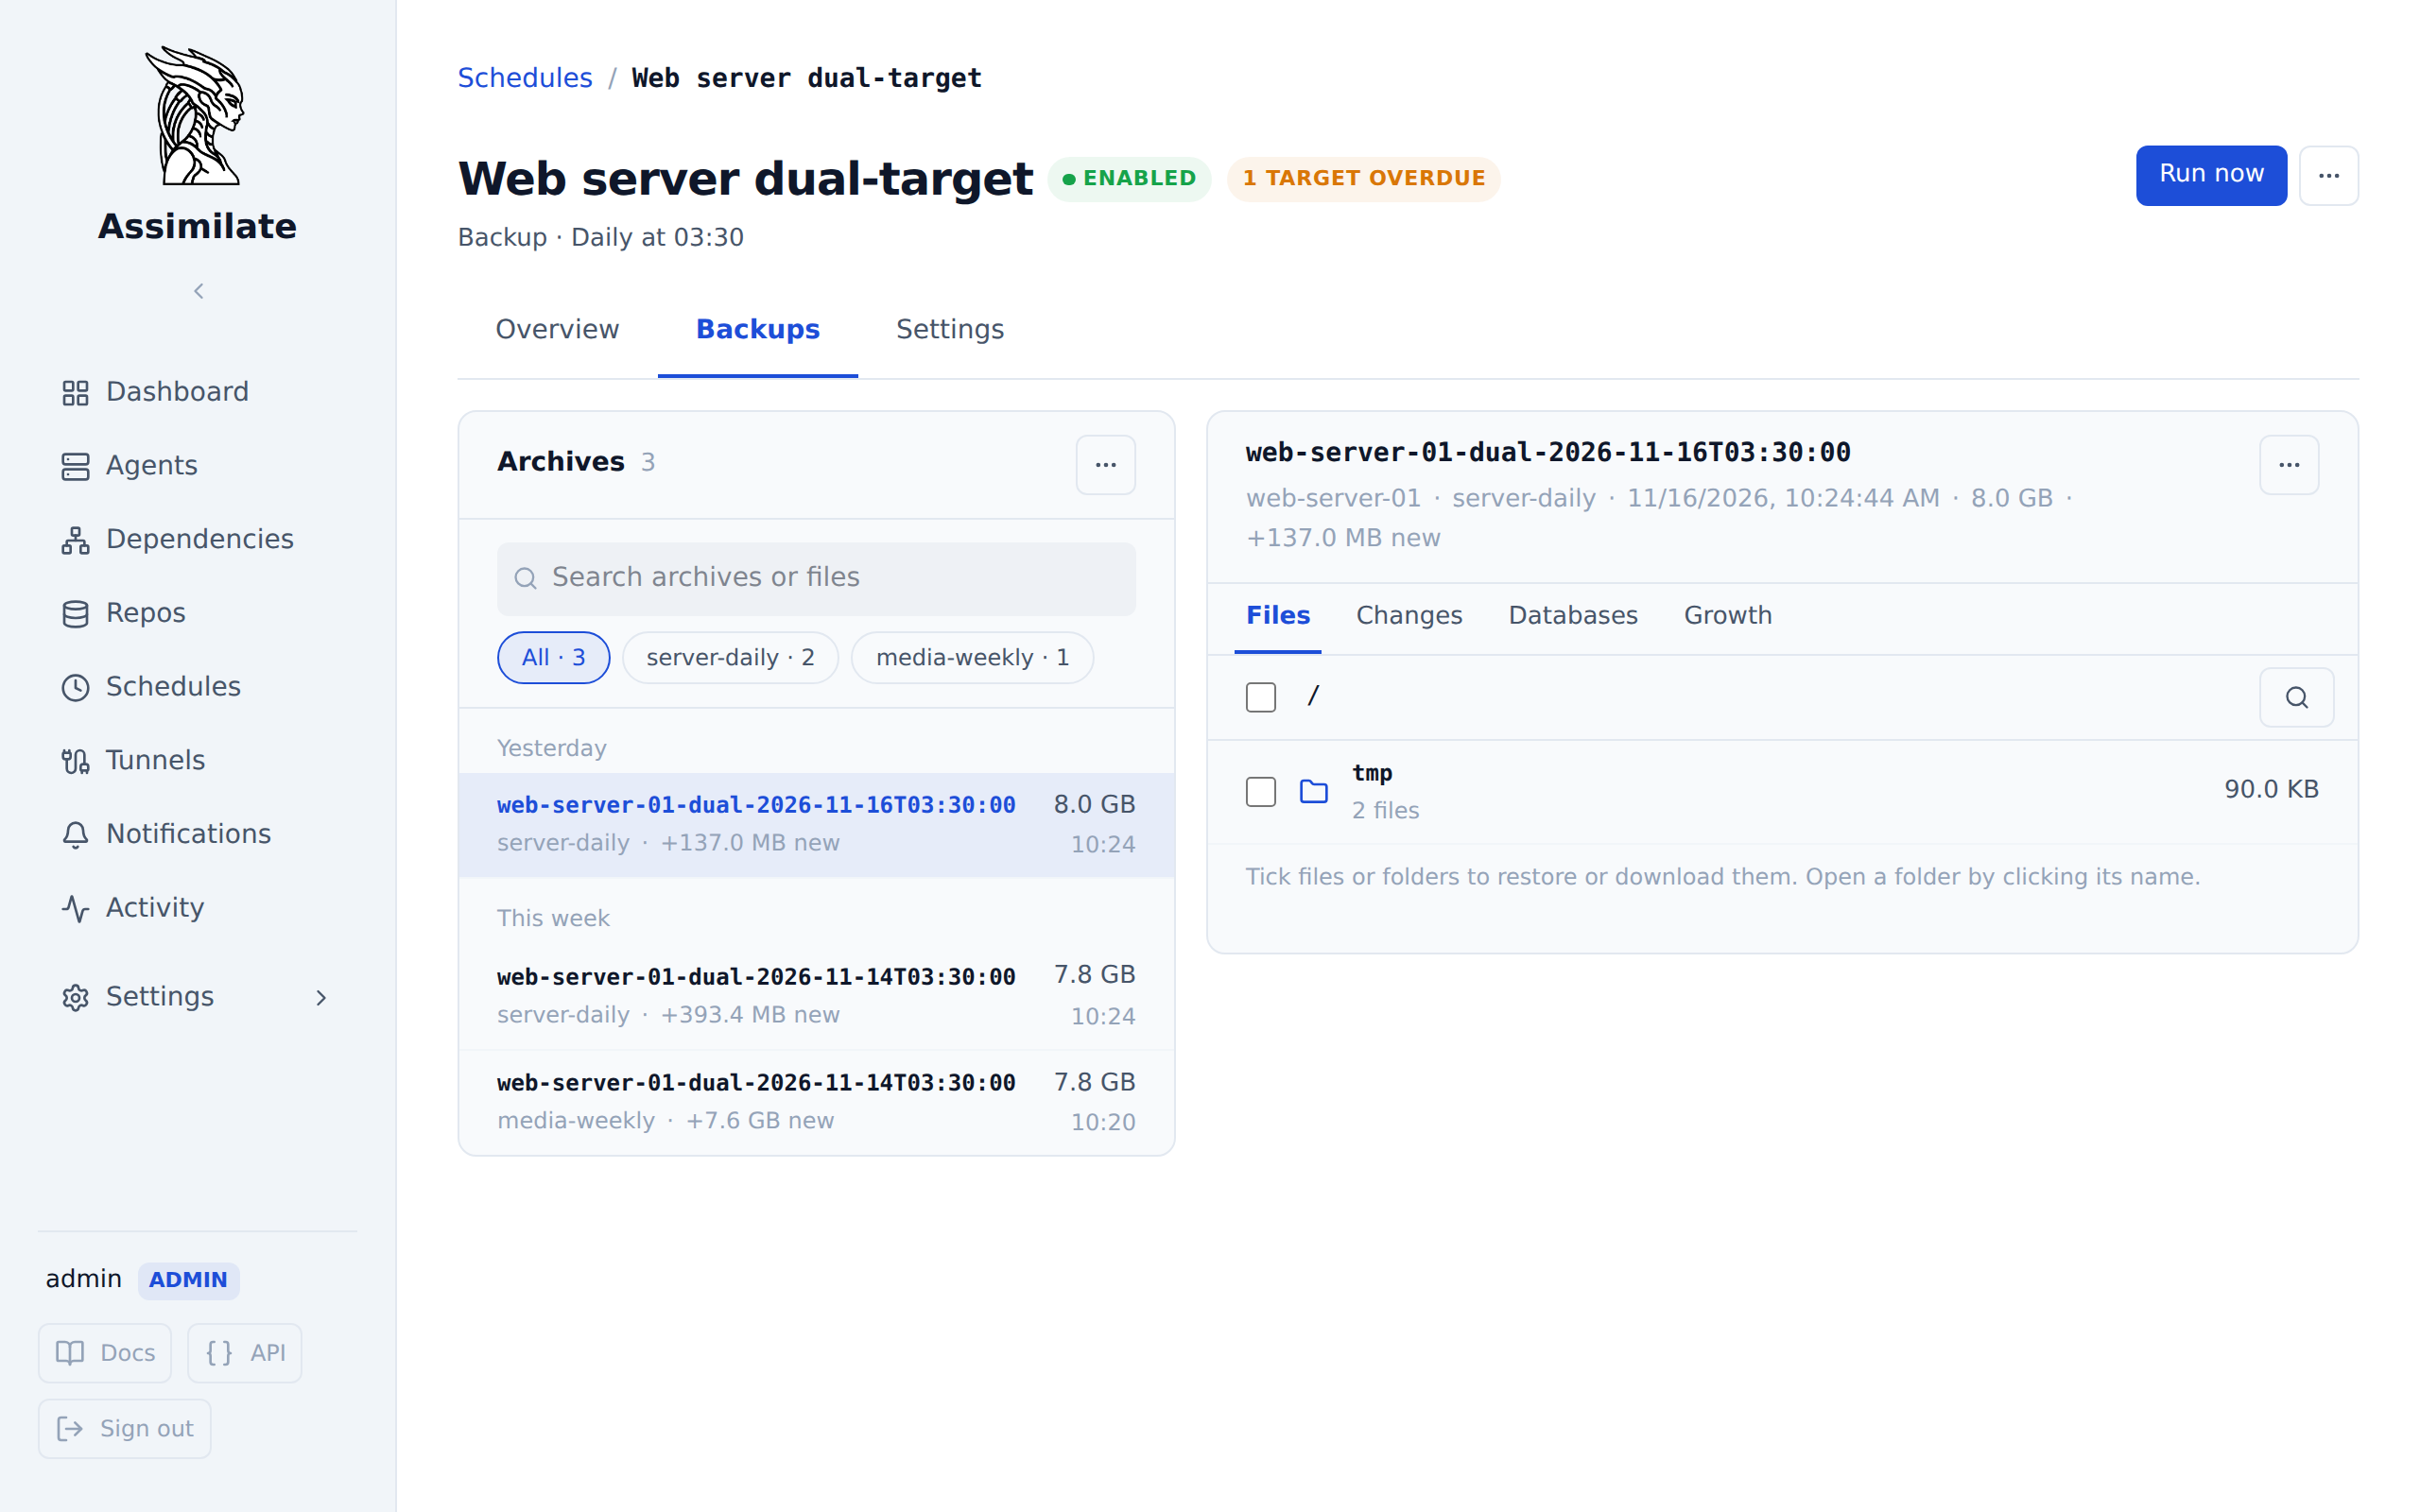 Assimilate
Dashboard
Agents
Dependencies
Repos
Schedules
Tunnels
Notifications
Activity
Settings
admin ADMIN
Docs
{ } API
Sign out
Schedules / Web server dual-target
Web server dual-target ENABLED 1 TARGET OVERDUE
Run now
Backup · Daily at 03:30
Overview Backups Settings
Archives 3
Search archives or files
All · 3 server-daily · 2 media-weekly · 1
Yesterday
web-server-01-dual-2026-11-16T03:30:00 8.0 GB
server-daily · +137.0 MB new 10:24
This week
web-server-01-dual-2026-11-14T03:30:00 7.8 GB
server-daily · +393.4 MB new 10:24
web-server-01-dual-2026-11-14T03:30:00 7.8 GB
media-weekly · +7.6 GB new 10:20
web-server-01-dual-2026-11-16T03:30:00
web-server-01 · server-daily · 11/16/2026, 10:24:44 AM · 8.0 GB ·
+137.0 MB new
Files Changes Databases Growth
/
tmp
2 files
90.0 KB
Tick files or folders to restore or download them. Open a folder by clicking its name.